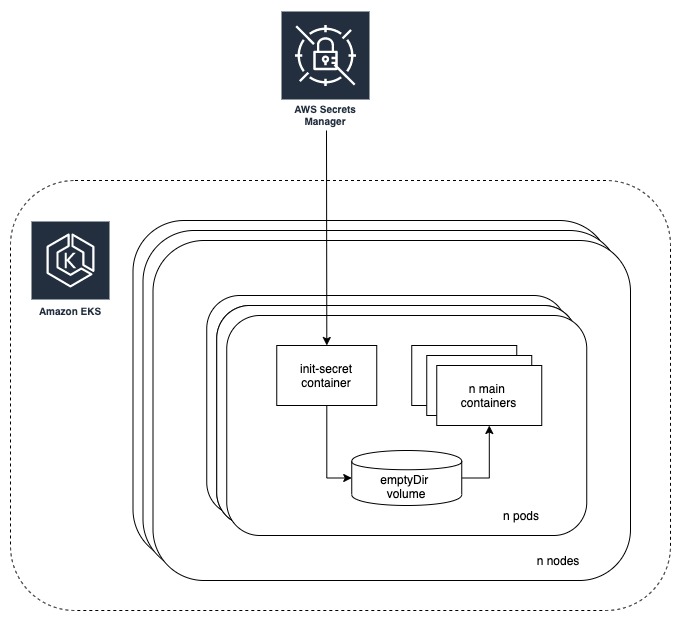 AWS Secrets
Manager
K
Amazon EKS
init-secret
container
n main
containers
emptyDir
volume
n pods
n nodes